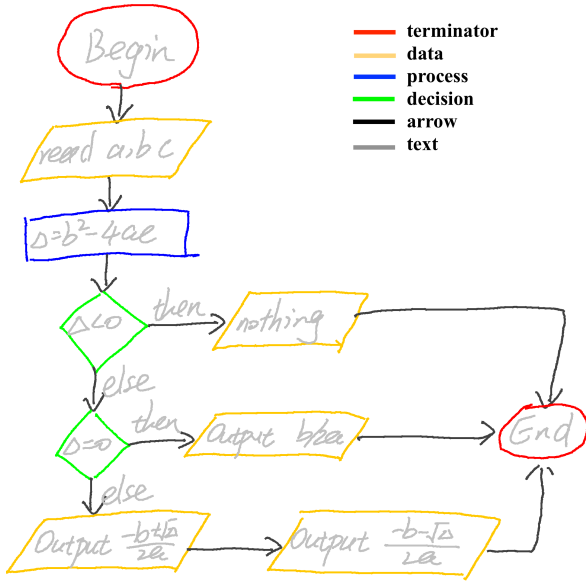 Begin
terminator
data
process
decision
arrow
text
read a,b c
Δ=b²-4ac
Δ<0
then
nothing
else
Δ=0
then
Output b/2a
End
else
Output (-b+√Δ)/2a
Output (-b-√Δ)/2a